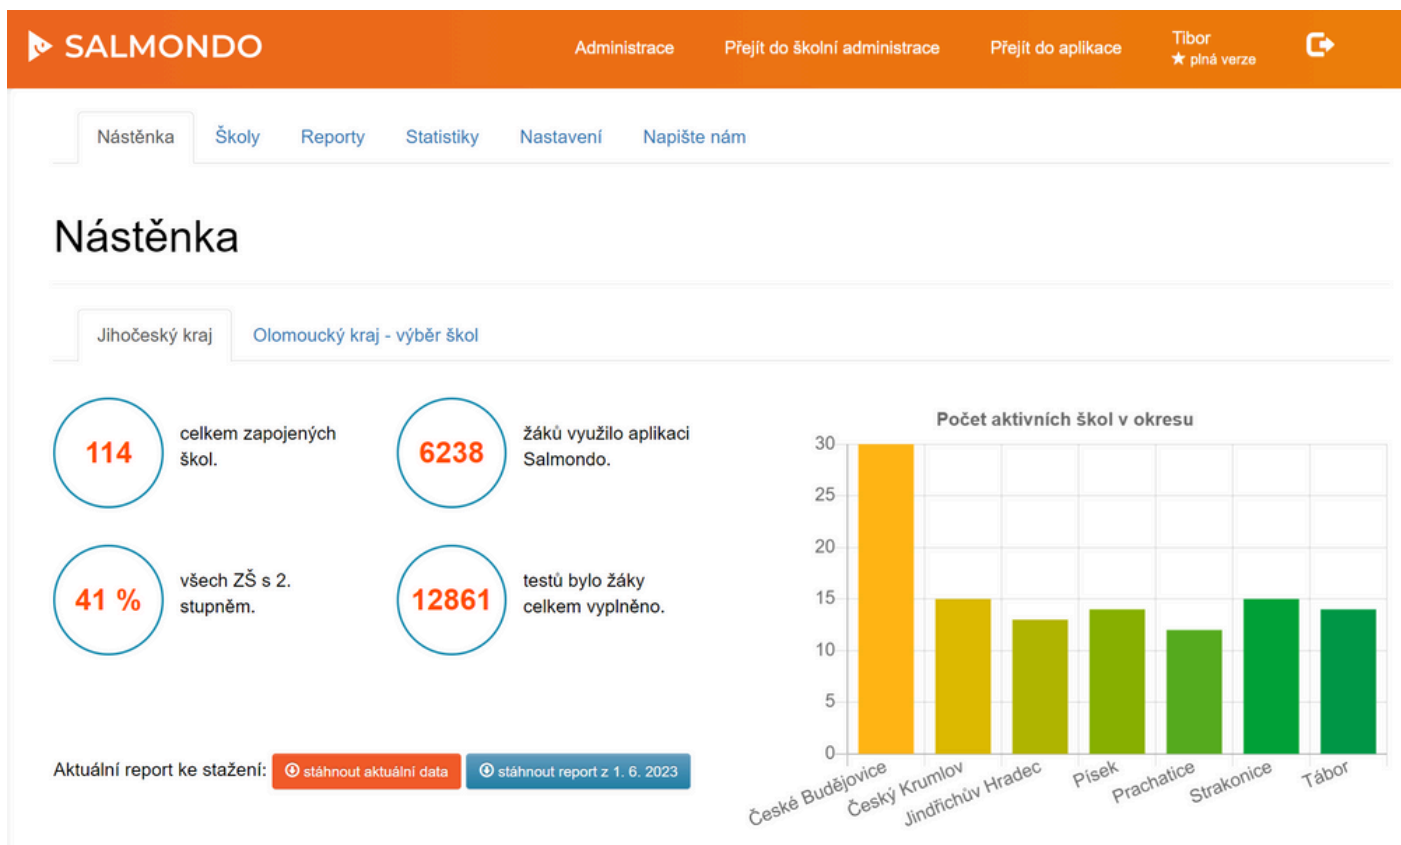 SALMONDO
Administrace
Přejít do školní administrace
Přejít do aplikace
Tibor
★ plná verze
Nástěnka
Školy
Reporty
Statistiky
Nastavení
Napište nám
Nástěnka
Jihočeský kraj
Olomoucký kraj - výběr škol
114
celkem zapojených
škol.
6238
žáků využilo aplikaci
Salmondo.
41 %
všech ZŠ s 2.
stupněm.
12861
testů bylo žáky
celkem vyplněno.
Aktuální report ke stažení:
stáhnout aktuální data
stáhnout report z 1. 6. 2023
Počet aktivních škol v okresu
30
25
20
15
10
5
0
České Budějovice
Český Krumlov
Jindřichův Hradec
Písek
Prachatice
Strakonice
Tábor